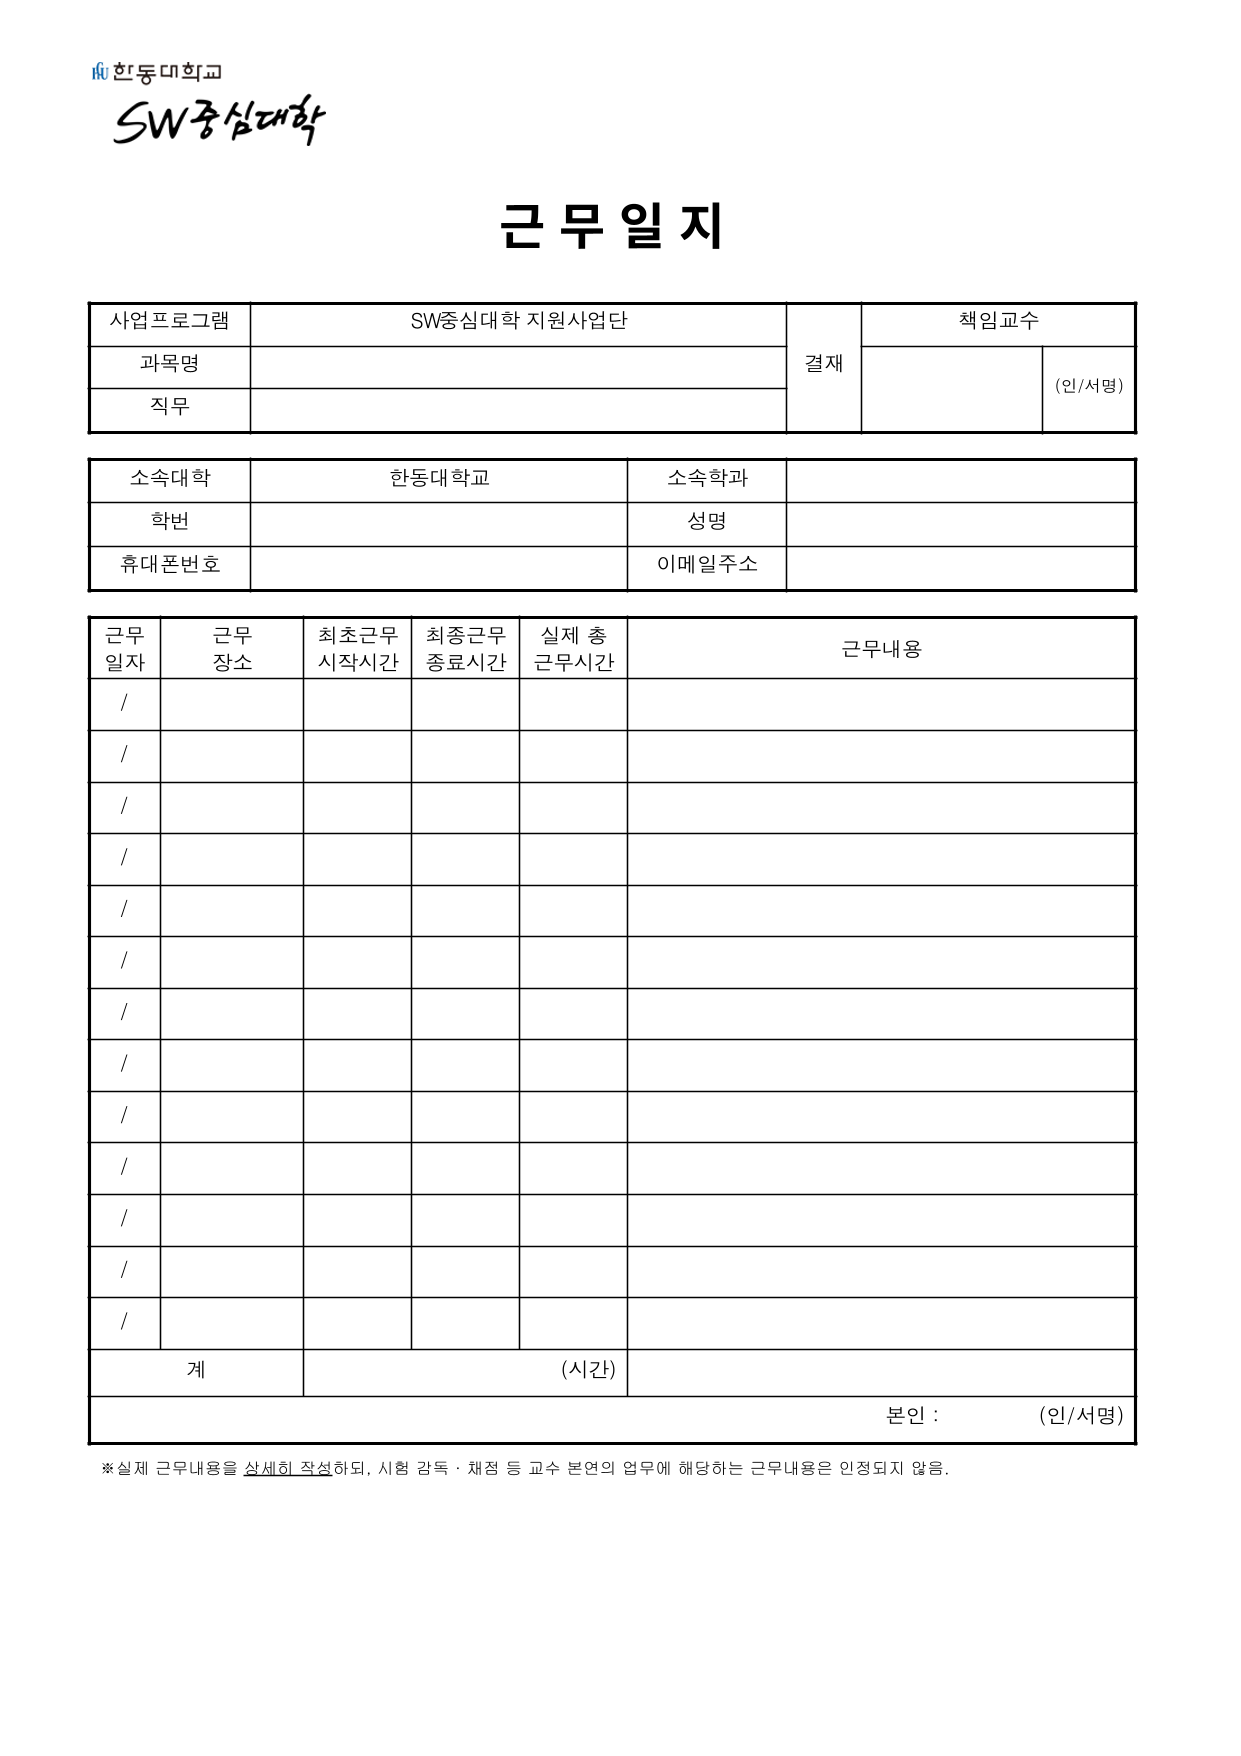 HGU 한동대학교
SW중심대학
근무일지
사업프로그램 SW중심대학 지원사업단 결재 책임교수
과목명 (인/서명)
직무
소속대학 한동대학교 소속학과
학번 성명
휴대폰번호 이메일주소
근무 일자 근무 장소 최초근무 시작시간 최종근무 종료시간 실제 총 근무시간 근무내용
/
/
/
/
/
/
/
/
/
/
/
/
/
계 (시간)
본인 : (인/서명)
※실제 근무내용을 상세히 작성하되, 시험 감독 · 채점 등 교수 본연의 업무에 해당하는 근무내용은 인정되지 않음.